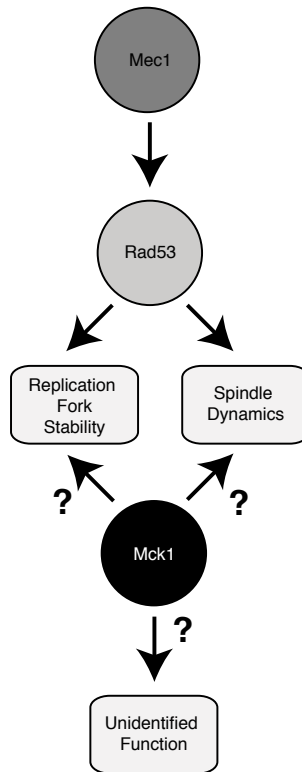 Mec1
Rad53
Replication
Fork
Stability
Spindle
Dynamics
?
?
Mck1
?
Unidentified
Function